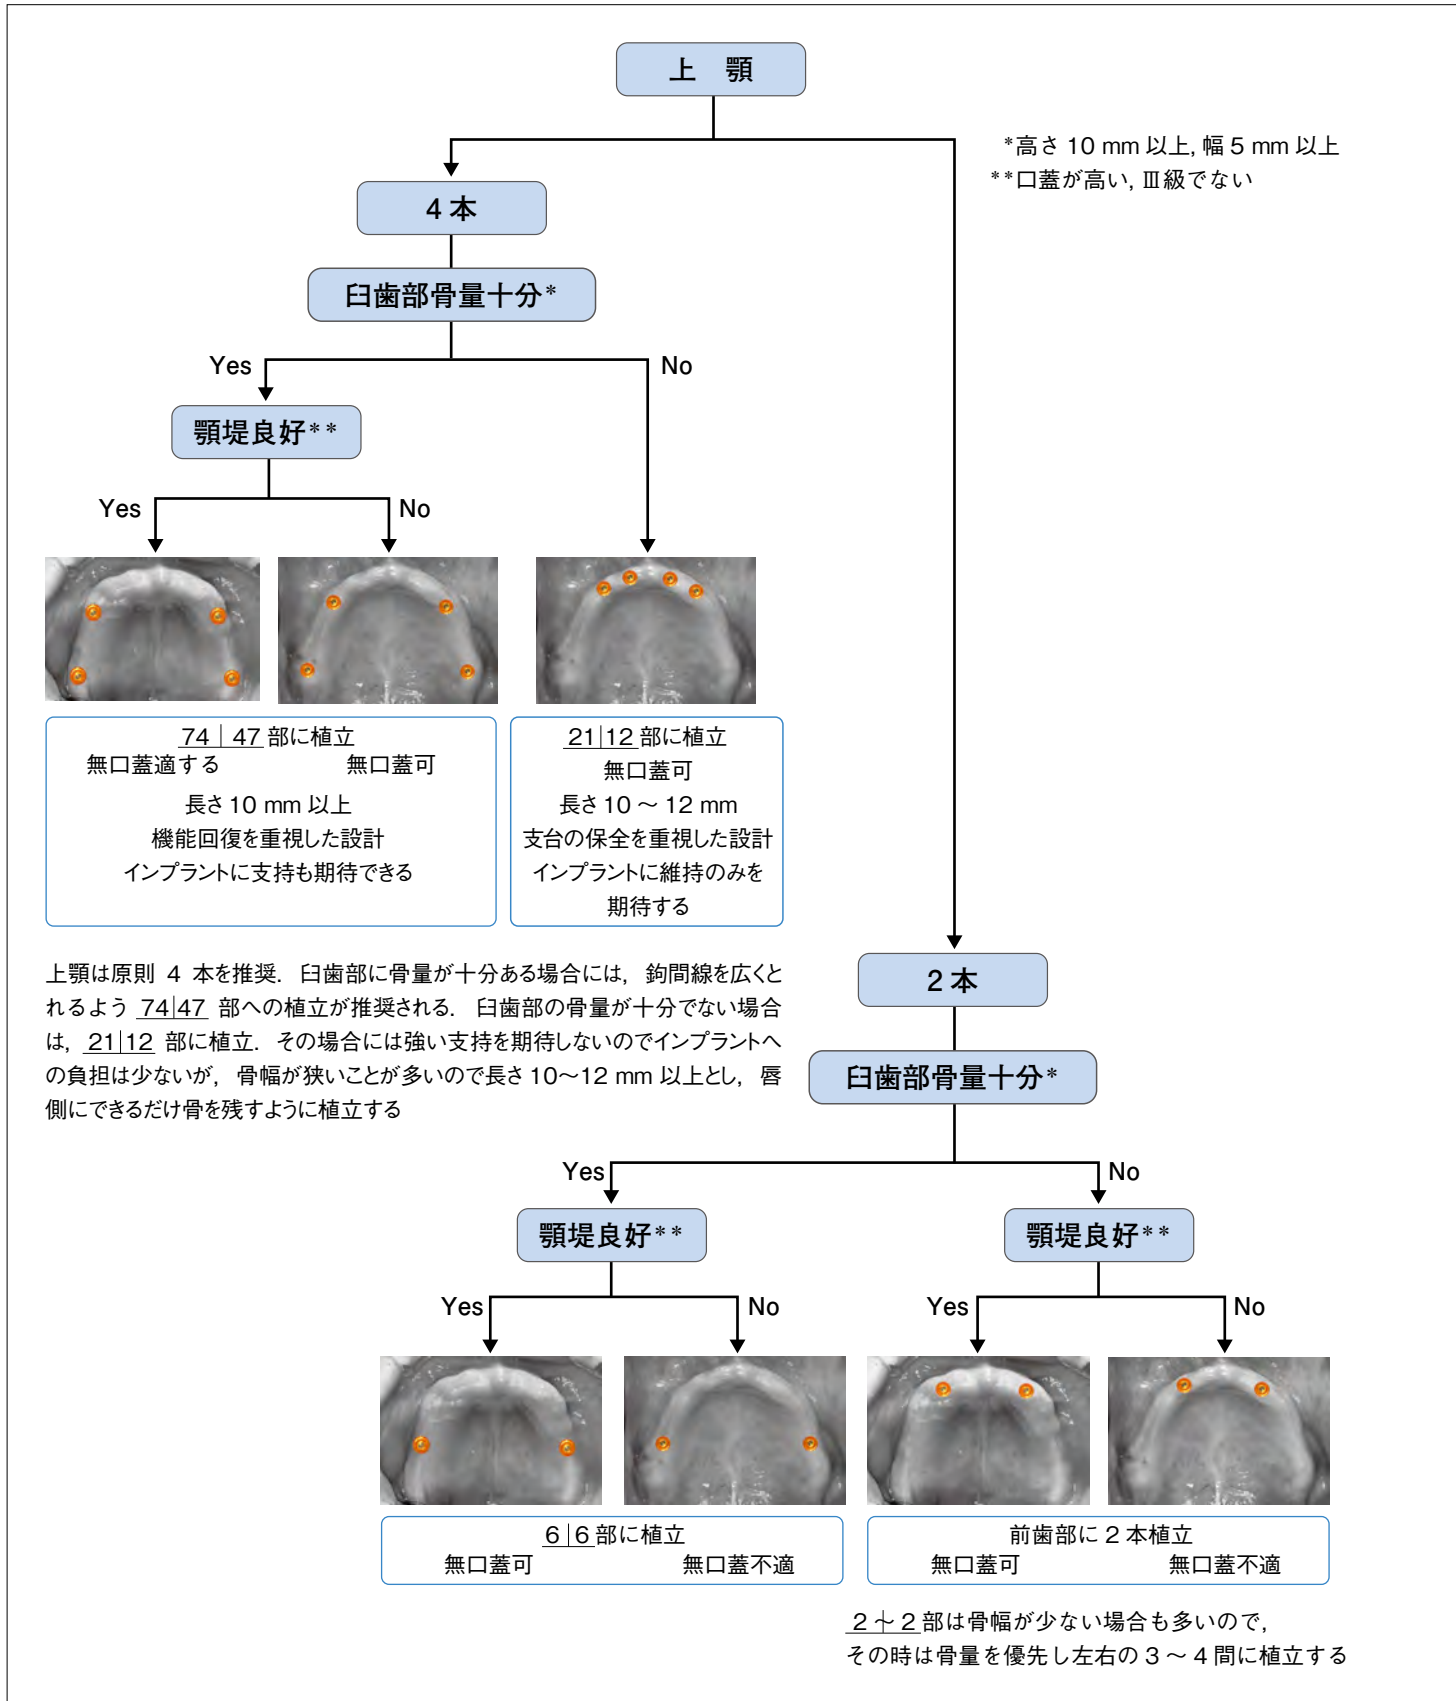 上 顎
*高さ 10 mm 以上, 幅 5 mm 以上
**口蓋が高い, Ⅲ級でない
4 本
臼歯部骨量十分*
Yes
No
顎堤良好**
Yes
No
74|47 部に植立
無口蓋適する 無口蓋可
長さ 10 mm 以上
機能回復を重視した設計
インプラントに支持も期待できる
21|12 部に植立
無口蓋可
長さ 10 〜 12 mm
支台の保全を重視した設計
インプラントに維持のみを
期待する
上顎は原則 4 本を推奨. 臼歯部に骨量が十分ある場合には, 鉤間線を広くと
れるよう 74|47 部への植立が推奨される. 臼歯部の骨量が十分でない場合
は, 21|12 部に植立. その場合には強い支持を期待しないのでインプラントへ
の負担は少ないが, 骨幅が狭いことが多いので長さ 10〜12 mm 以上とし, 唇
側にできるだけ骨を残すように植立する
2 本
臼歯部骨量十分*
Yes
No
顎堤良好**
顎堤良好**
Yes
No
Yes
No
6|6 部に植立
無口蓋可 無口蓋不適
前歯部に 2 本植立
無口蓋可 無口蓋不適
2〜|〜2 部は骨幅が少ない場合も多いので,
その時は骨量を優先し左右の 3 〜 4 間に植立する